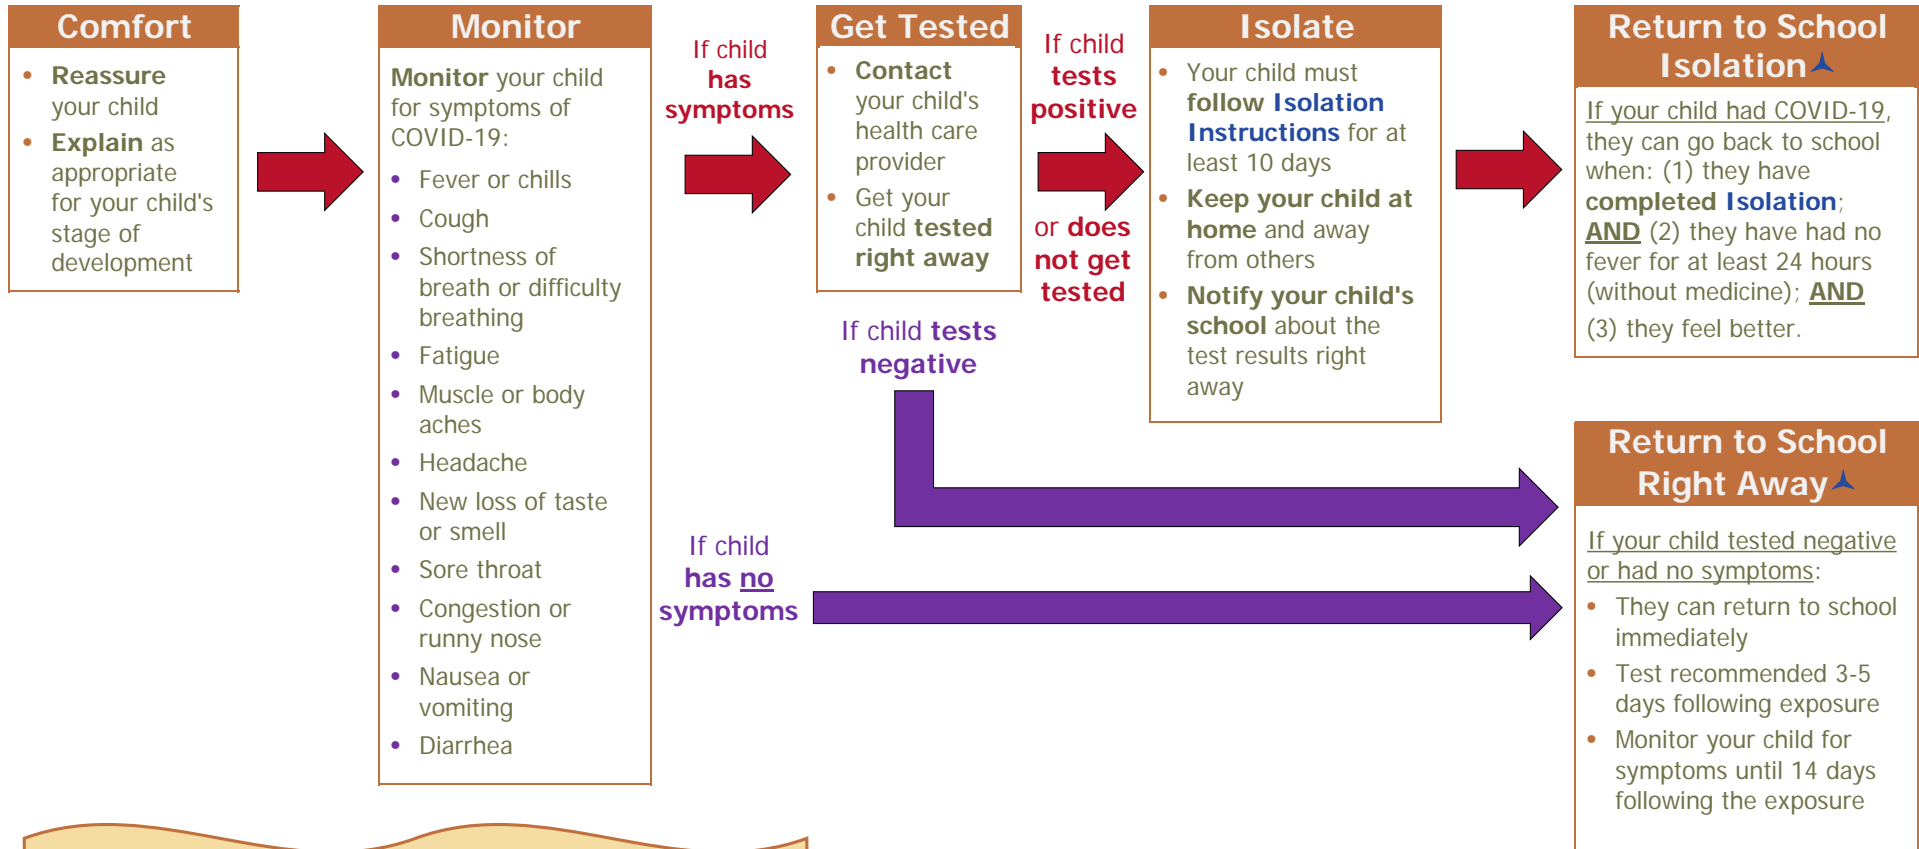 Comfort
• Reassure
your child
• Explain as
appropriate
for your child's
stage of
development
Monitor
Monitor your child
for symptoms of
COVID-19:
• Fever or chills
• Cough
• Shortness of
breath or difficulty
breathing
• Fatigue
• Muscle or body
aches
• Headache
• New loss of taste
or smell
• Sore throat
• Congestion or
runny nose
• Nausea or
vomiting
• Diarrhea
If child
has
symptoms
If child
has no
symptoms
Get Tested
• Contact
your child's
health care
provider
• Get your
child tested
right away
If child tests
negative
If child
tests
positive
or does
not get
tested
Isolate
• Your child must
follow Isolation
Instructions for at
least 10 days
• Keep your child at
home and away
from others
• Notify your child's
school about the
test results right
away
Return to School
Isolation
If your child had COVID-19,
they can go back to school
when: (1) they have
completed Isolation;
AND (2) they have had no
fever for at least 24 hours
(without medicine); AND
(3) they feel better.
Return to School
Right Away
If your child tested negative
or had no symptoms:
• They can return to school
immediately
• Test recommended 3-5
days following exposure
• Monitor your child for
symptoms until 14 days
following the exposure